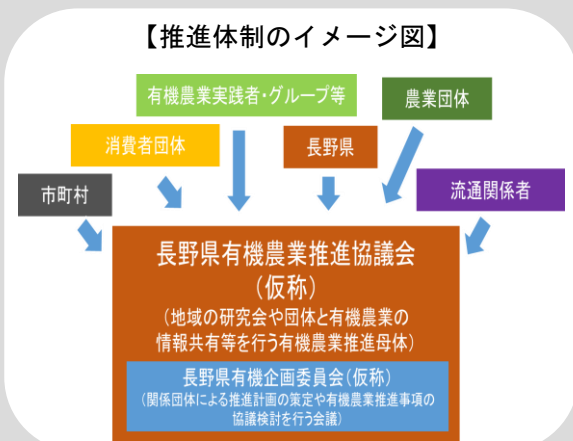 【推進体制のイメージ図】
有機農業実践者・グループ等
農業団体
消費者団体
長野県
市町村
流通関係者
長野県有機農業推進協議会
(仮称)
(地域の研究会や団体と有機農業の
情報共有等を行う有機農業推進母体)
長野県有機企画委員会(仮称)
(関係団体による推進計画の策定や有機農業推進事項の
協議検討を行う会議)